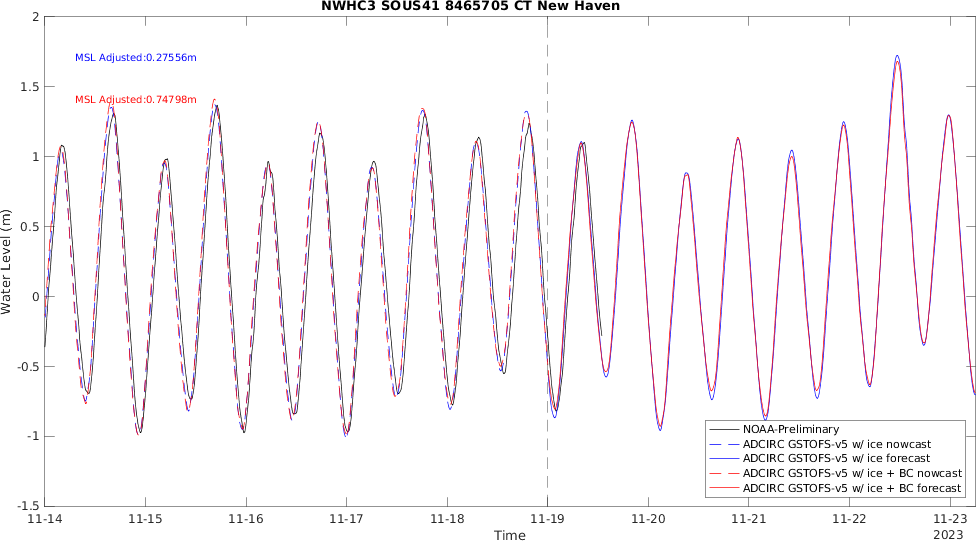 NWHC3 SOUS41 8465705 CT New Haven
2
1.5
1
0.5
0
-0.5
-1
-1.5
Water Level (m)
MSL Adjusted:0.27556m
MSL Adjusted:0.74798m
NOAA-Preliminary
ADCIRC GSTOFS-v5 w/ ice nowcast
ADCIRC GSTOFS-v5 w/ ice forecast
ADCIRC GSTOFS-v5 w/ ice + BC nowcast
ADCIRC GSTOFS-v5 w/ ice + BC forecast
11-14 11-15 11-16 11-17 11-18 11-19 11-20 11-21 11-22 11-23
Time
2023